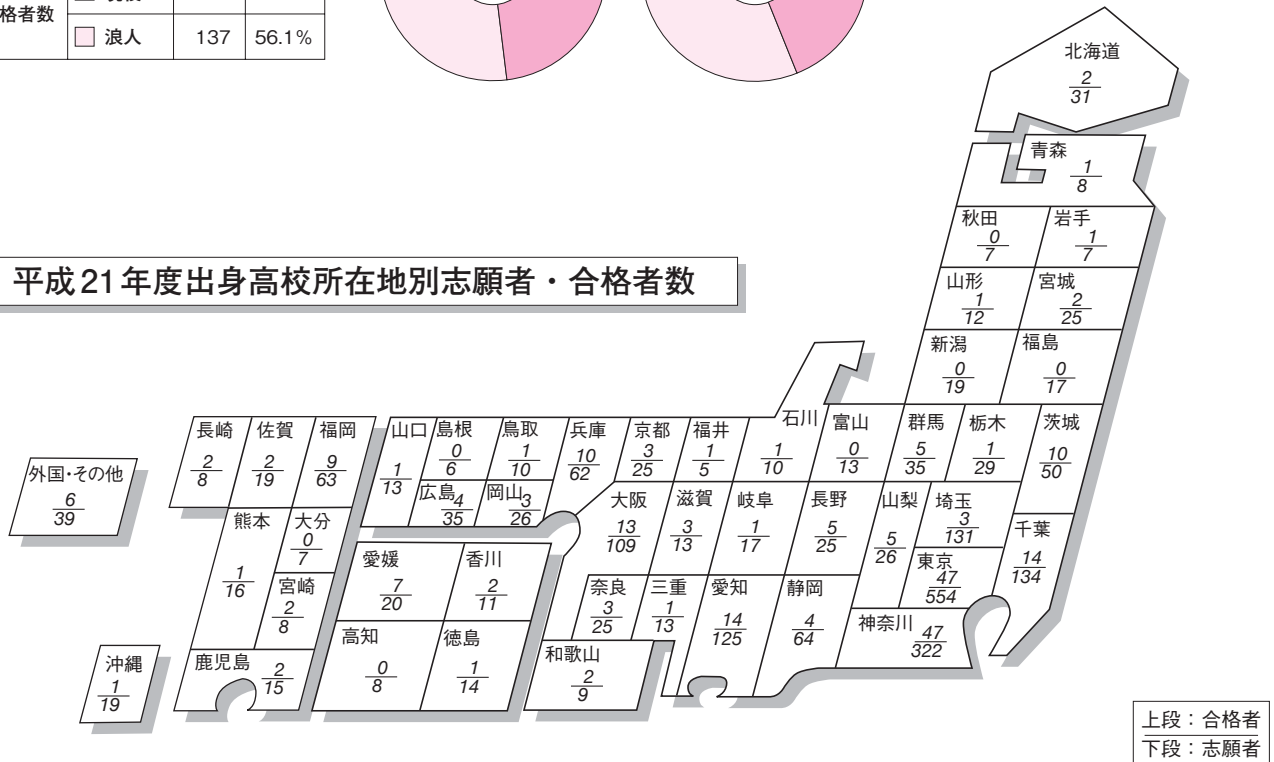 格者数
浪人 137 56.1%
平成21年度出身高校所在地別志願者・合格者数
北海道
2
31
青森
1
8
秋田
0
7
岩手
1
7
山形
1
12
宮城
2
25
新潟
0
19
福島
0
17
石川
1
10
富山
0
13
群馬
5
35
栃木
1
29
茨城
10
50
長崎
2
8
佐賀
2
19
福岡
9
63
山口
1
13
島根
0
6
鳥取
1
10
兵庫
10
62
京都
3
25
福井
1
5
外国・その他
6
39
広島
4
35
岡山
3
26
大阪
13
109
滋賀
3
13
岐阜
1
17
長野
5
25
山梨
5
26
埼玉
3
131
千葉
14
134
熊本
1
16
大分
0
7
宮崎
2
8
愛媛
7
20
香川
2
11
東京
47
554
奈良
3
25
三重
1
13
愛知
14
125
静岡
4
64
神奈川
47
322
高知
0
8
徳島
1
14
和歌山
2
9
沖縄
1
19
鹿児島
2
15
上段：合格者
下段：志願者